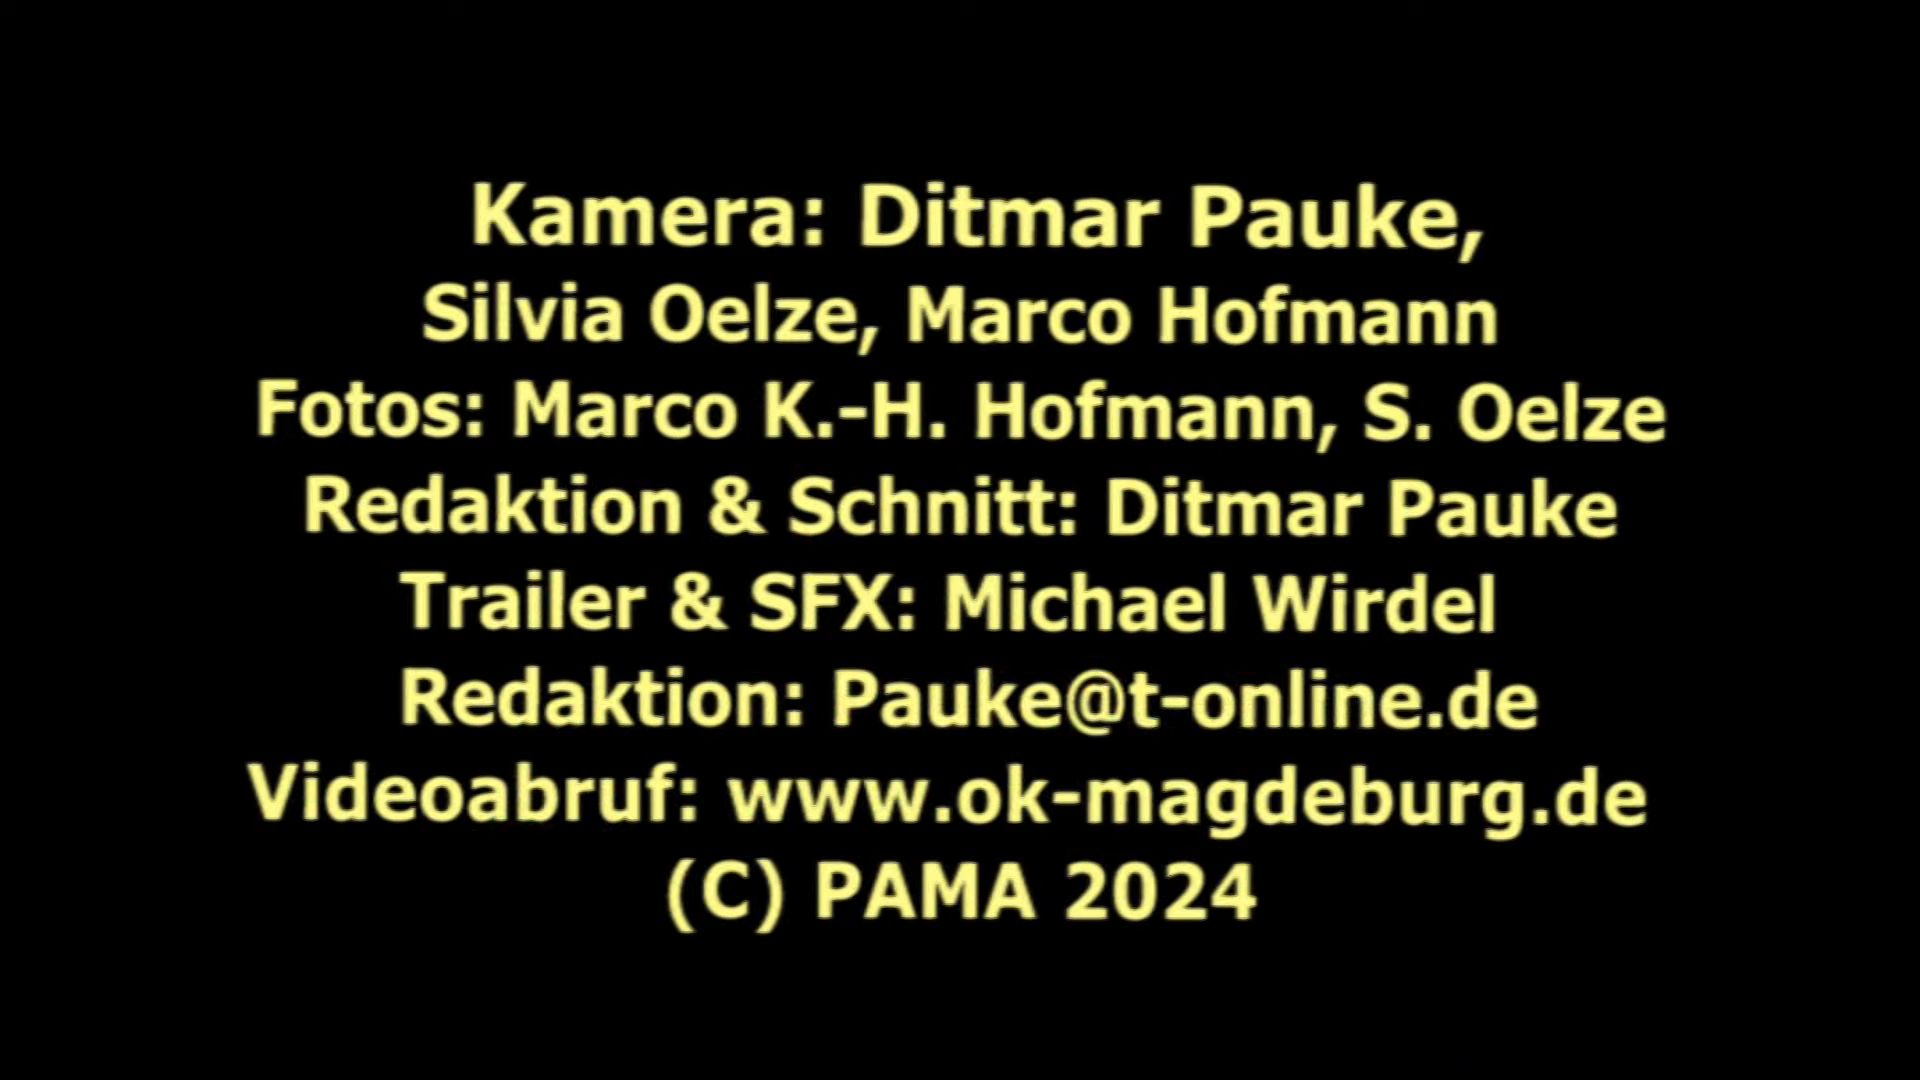 Kamera: Ditmar Pauke,
Silvia Oelze, Marco Hofmann
Fotos: Marco K.-H. Hofmann, S. Oelze
Redaktion & Schnitt: Ditmar Pauke
Trailer & SFX: Michael Wirdel
Redaktion: Pauke@t-online.de
Videoabruf: www.ok-magdeburg.de
(C) PAMA 2024